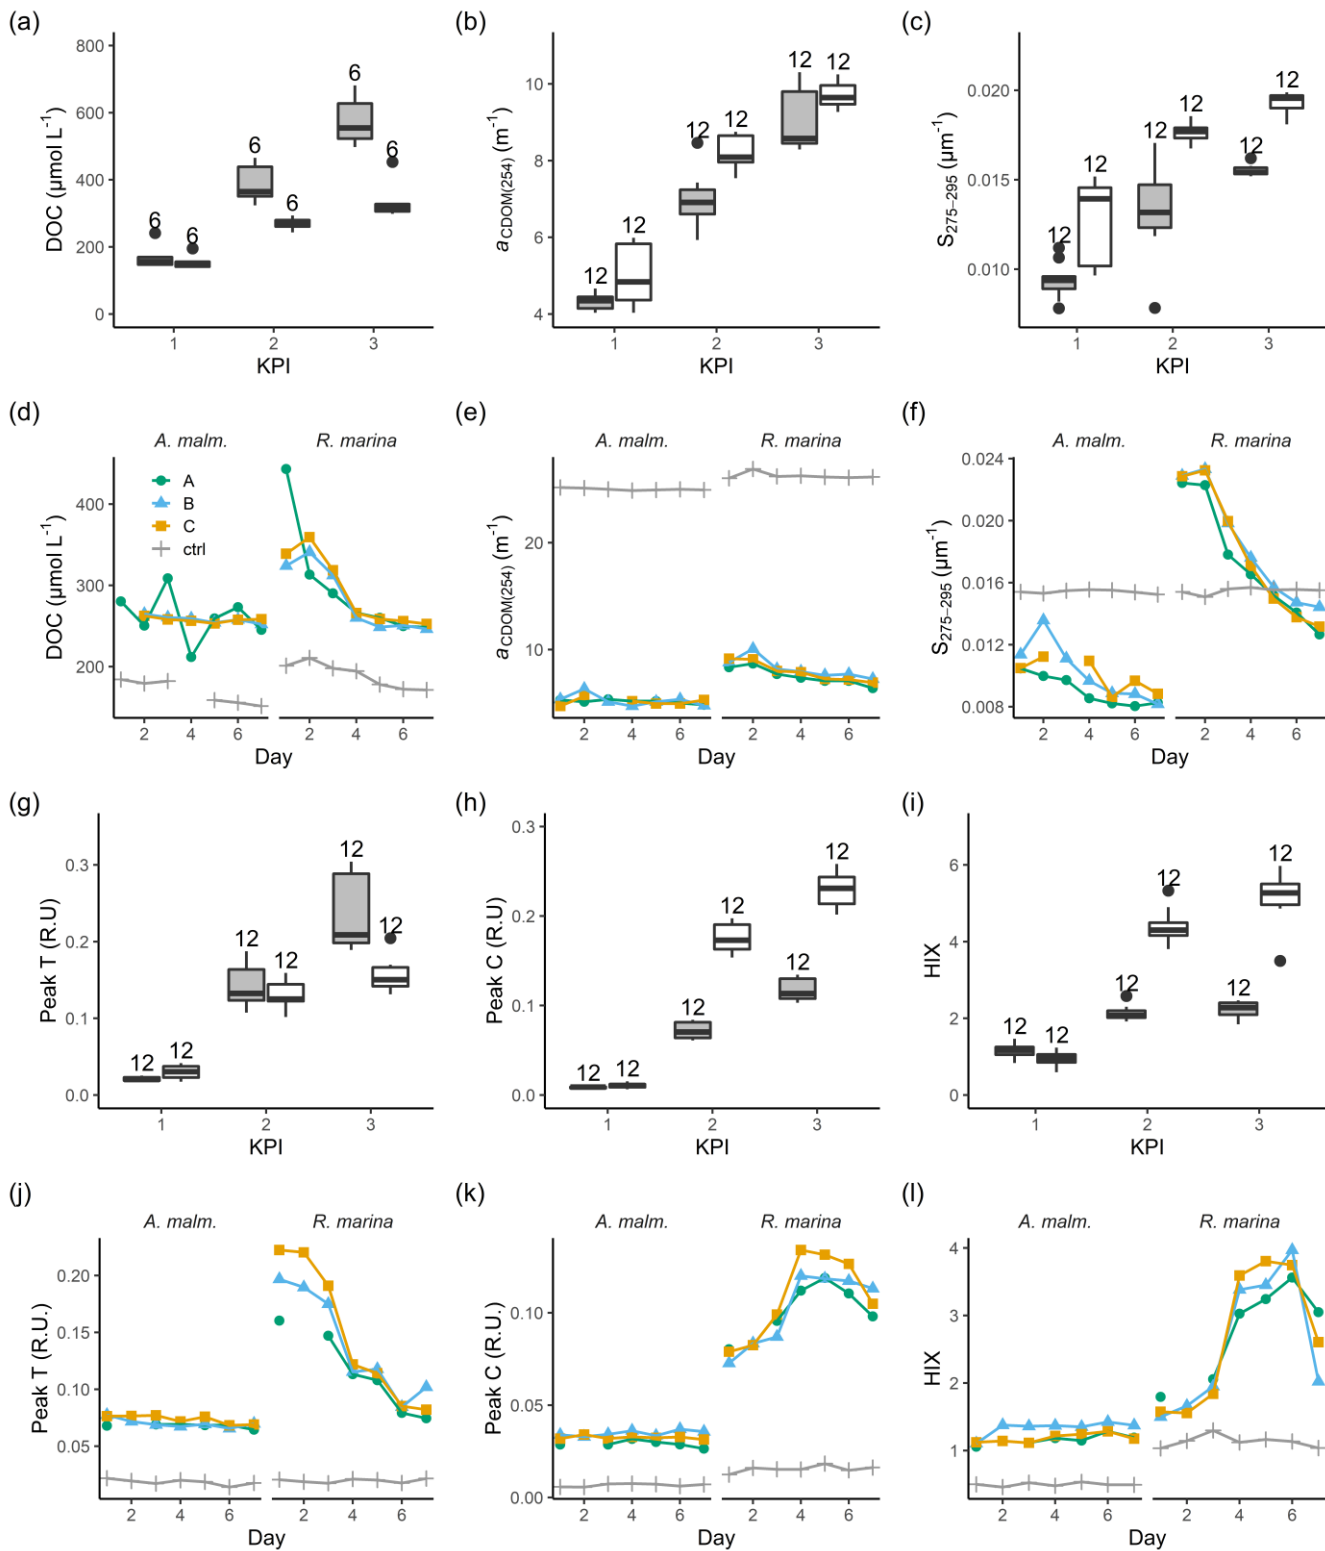 (a)
800
600
400
200
0
DOC (µmol L⁻¹)
6
6
6
6
6
6
1
2
3
KPI
(b)
10
8
6
4
aCDOM(254) (m⁻¹)
12
12
12
12
12
12
1
2
3
KPI
(c)
0.020
0.015
0.010
S275−295 (µm⁻¹)
12
12
12
12
12
12
1
2
3
KPI
(d)
A. malm.
R. marina
A
B
C
ctrl
400
300
200
DOC (µmol L⁻¹)
2
4
6
2
4
6
Day
(e)
A. malm.
R. marina
20
10
aCDOM(254) (m⁻¹)
2
4
6
2
4
6
Day
(f)
A. malm.
R. marina
0.024
0.020
0.016
0.012
0.008
S275−295 (µm⁻¹)
2
4
6
2
4
6
Day
(g)
0.3
0.2
0.1
0.0
Peak T (R.U)
12
12
12
12
12
12
1
2
3
KPI
(h)
0.3
0.2
0.1
0.0
Peak C (R.U)
12
12
12
12
12
12
1
2
3
KPI
(i)
6
4
2
0
HIX
12
12
12
12
12
12
1
2
3
KPI
(j)
A. malm.
R. marina
0.20
0.15
0.10
0.05
Peak T (R.U.)
2
4
6
2
4
6
Day
(k)
A. malm.
R. marina
0.10
0.05
0.00
Peak C (R.U.)
2
4
6
2
4
6
Day
(l)
A. malm.
R. marina
4
3
2
1
HIX
2
4
6
2
4
6
Day